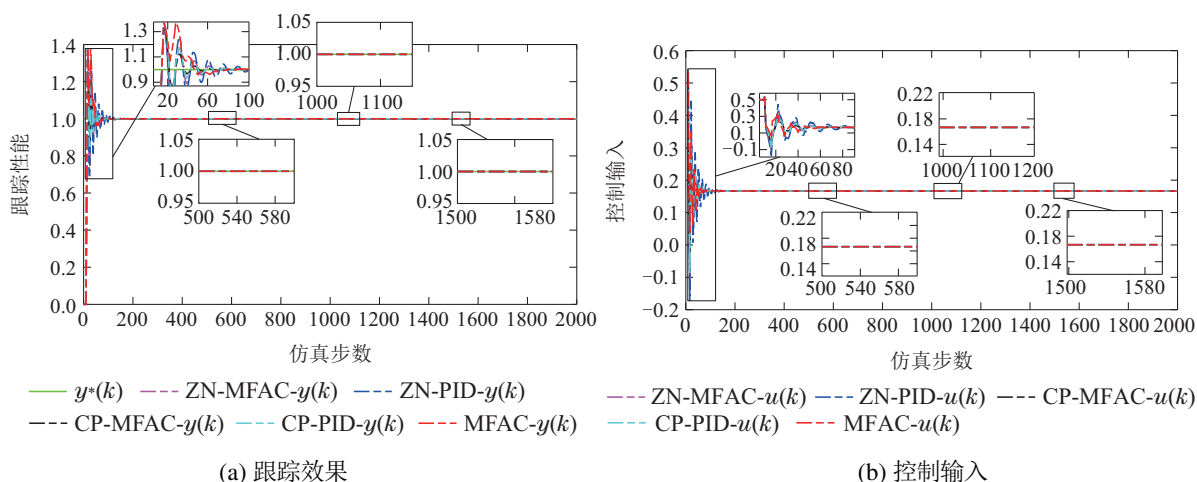 1.4
1.2
1.0
0.8
0.6
0.4
0.2
0.0
跟踪性能
1.3
1.1
0.9
20 60 100
1.05
1.00
0.95
1000 1100
1.05
1.00
0.95
500 540 580
1.05
1.00
0.95
1500 1580
0 200 400 600 800 1000 1200 1400 1600 1800 2000
仿真步数
y*(k) ZN-MFAC-y(k) ZN-PID-y(k)
CP-MFAC-y(k) CP-PID-y(k) MFAC-y(k)
(a) 跟踪效果
0.6
0.5
0.4
0.3
0.2
0.1
0.0
−0.1
−0.2
控制输入
0.5
0.3
0.1
−0.1
20 40 60 80
0.22
0.18
0.14
1000 1100 1200
0.22
0.18
0.14
500 540 580
0.22
0.18
0.14
1500 1580
0 200 400 600 800 1000 1200 1400 1600 1800 2000
仿真步数
ZN-MFAC-u(k) ZN-PID-u(k) CP-MFAC-u(k)
CP-PID-u(k) MFAC-u(k)
(b) 控制输入